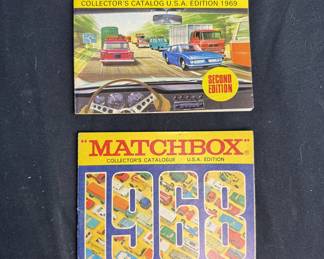 COLLECTOR'S CATALOG U.S.A. EDITION 1969
SECOND
EDITION
"MATCHBOX"®
COLLECTOR'S CATALOGUE U.S.A. EDITION
1968